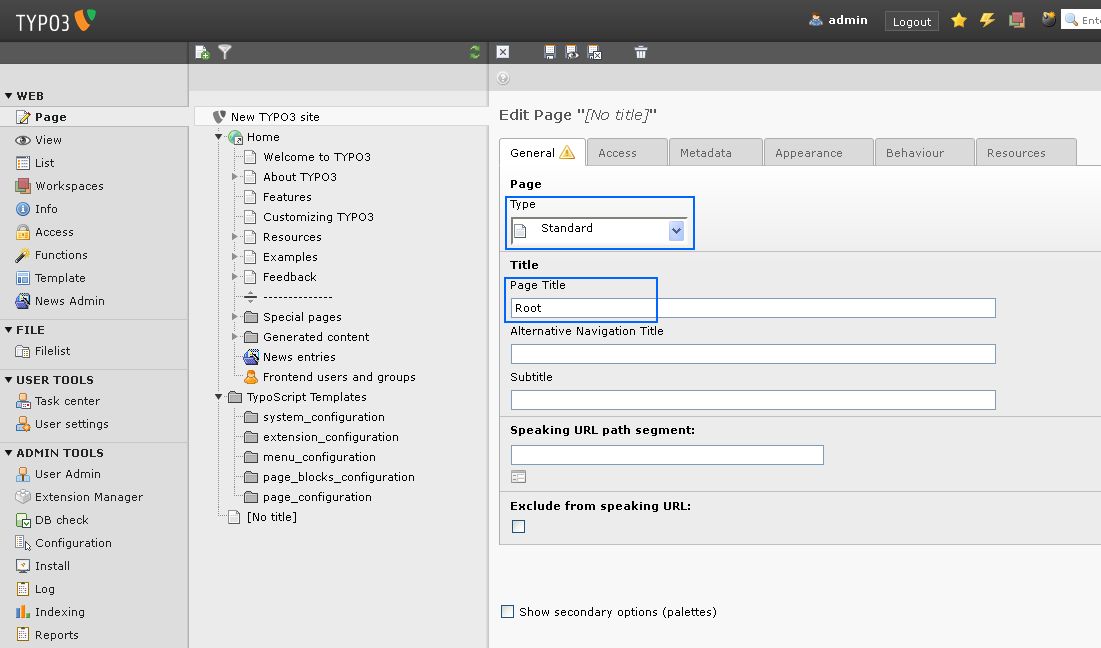 TYPO3
admin
Logout
Ente
WEB
Page
View
List
Workspaces
Info
Access
Functions
Template
News Admin
FILE
Filelist
USER TOOLS
Task center
User settings
ADMIN TOOLS
User Admin
Extension Manager
DB check
Configuration
Install
Log
Indexing
Reports
New TYPO3 site
Home
Welcome to TYPO3
About TYPO3
Features
Customizing TYPO3
Resources
Examples
Feedback
--------------
Special pages
Generated content
News entries
Frontend users and groups
TypoScript Templates
system_configuration
extension_configuration
menu_configuration
page_blocks_configuration
page_configuration
[No title]
Edit Page "[No title]"
General Access Metadata Appearance Behaviour Resources
Page
Type
Standard
Title
Page Title
Root
Alternative Navigation Title
Subtitle
Speaking URL path segment:
Exclude from speaking URL:
Show secondary options (palettes)